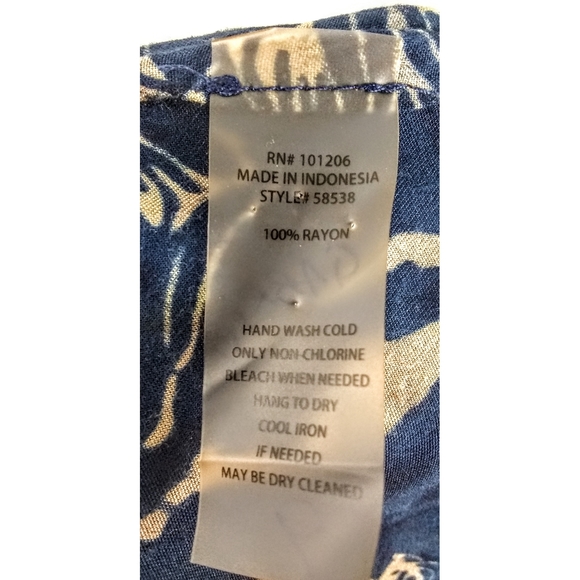 RN# 101206
MADE IN INDONESIA
STYLE# 58538
100% RAYON
HAND WASH COLD
ONLY NON-CHLORINE
BLEACH WHEN NEEDED
HANG TO DRY
COOL IRON
IF NEEDED
MAY BE DRY CLEANED